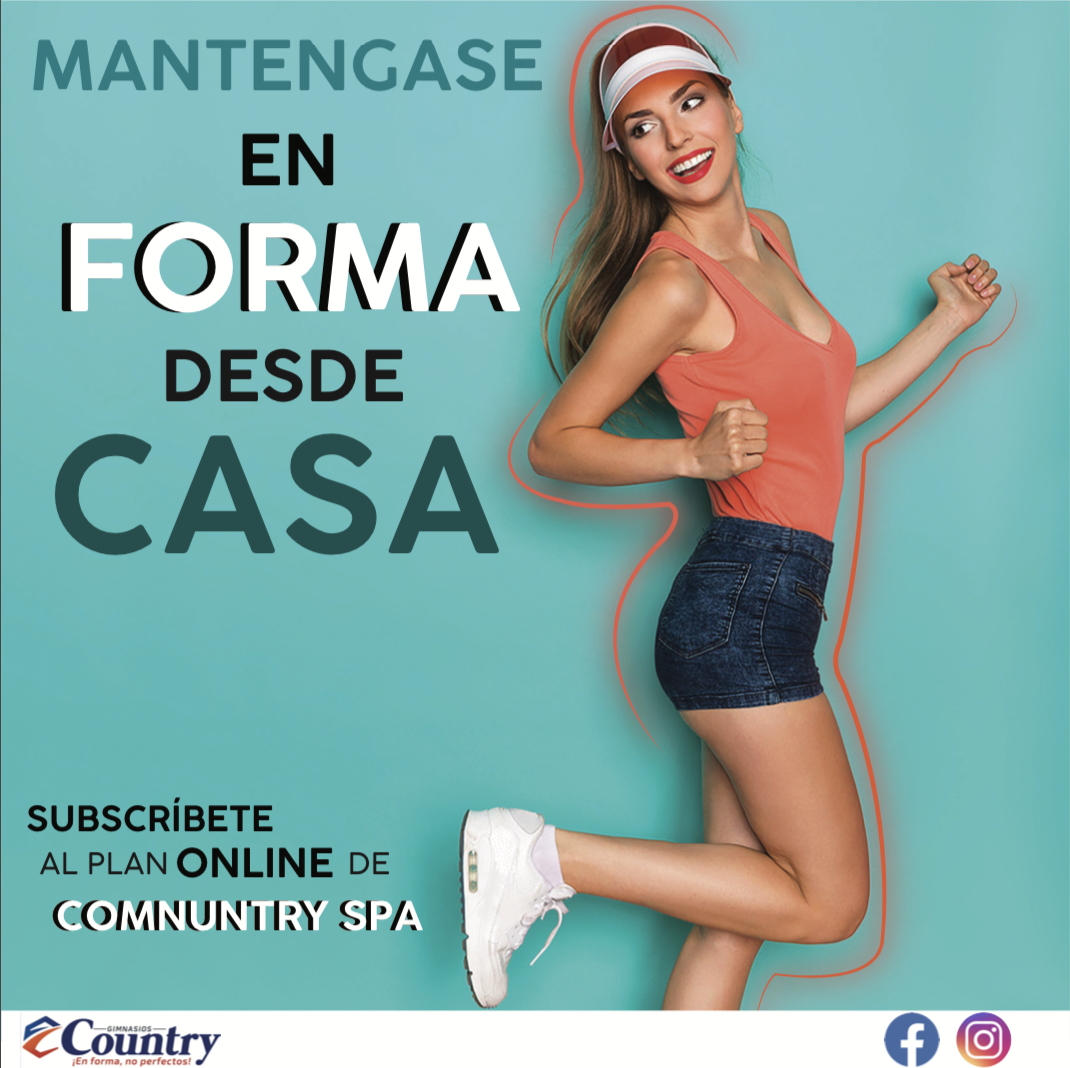 MANTENGASE
EN
FORMA
DESDE
CASA
SUBSCRÍBETE
AL PLAN ONLINE DE
COMNUNTRY SPA
GIMNASIOS
Country
¡En forma, no perfectos!